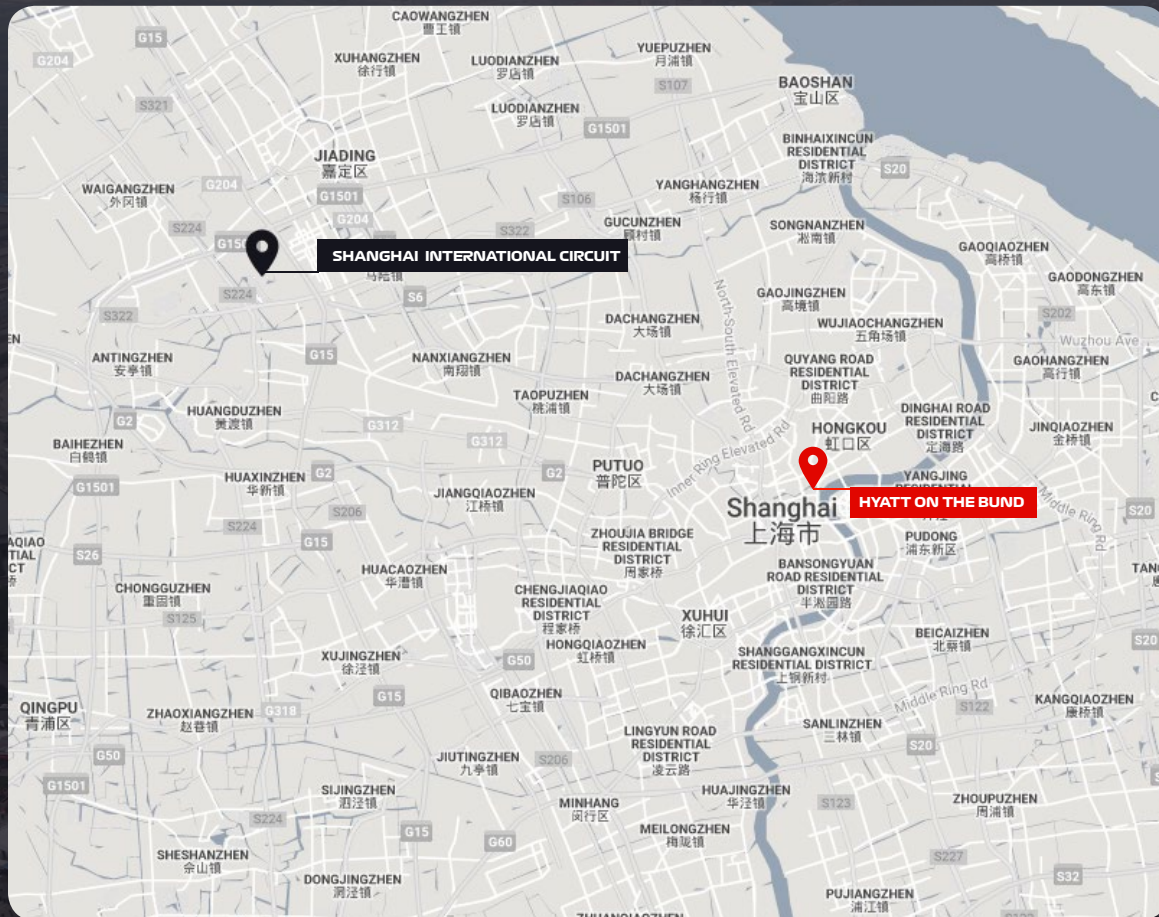 CAOWANGZHEN
曹王镇
G15
G204
XUHANGZHEN
徐行镇
LUODIANZHEN
罗店镇
YUEPUZHEN
月浦镇
S107
BAOSHAN
宝山区
S321
LUODIANZHEN
罗店镇
G1501
BINHAIXINCUN
RESIDENTIAL
DISTRICT
海滨新村
S20
JIADING
嘉定区
WAIGANGZHEN
外冈镇
G204
G1501
S106
YANGHANGZHEN
杨行镇
G204
S224
S322
GUCUNZHEN
顾村镇
SONGNANZHEN
淞南镇
GAOQIAOZHEN
高桥镇
SHANGHAI INTERNATIONAL CIRCUIT
马陆镇
GAODONGZHEN
高东镇
S224
S6
GAOJINGZHEN
高境镇
S322
North-South Elevated Rd
DACHANGZHEN
大场镇
WUJIAOCHANGZHEN
五角场镇
S202
Wuzhou Ave
ANTINGZHEN
安亭镇
G15
NANXIANGZHEN
南翔镇
QUYANG ROAD
RESIDENTIAL
DISTRICT
曲阳路
GAOHANGZHEN
高行镇
DACHANGZHEN
大场镇
TAOPUZHEN
桃浦镇
HUANGDUZHEN
黄渡镇
G2
G312
G312
HONGKOU
虹口区
DINGHAI ROAD
RESIDENTIAL
DISTRICT
定海路
JINQIAOZHEN
金桥镇
BAIHEZHEN
白鹤镇
G1501
HUAXINZHEN
华新镇
G2
G2
PUTUO
普陀区
Inner Ring Elevated Rd
YANGJING
HYATT ON THE BUND
Middle Ring Rd
S20
JIANGQIAOZHEN
江桥镇
S206
Shanghai
上海市
S224
G15
S26
ZHOUJIA BRIDGE
RESIDENTIAL
DISTRICT
周家桥
PUDONG
浦东新区
HUACAOZHEN
华漕镇
BANSONGYUAN
ROAD RESIDENTIAL
DISTRICT
半淞园路
CHONGGUZHEN
重固镇
S125
CHENGJIAQIAO
RESIDENTIAL
DISTRICT
程家桥
XUHUI
徐汇区
BEICAIZHEN
北蔡镇
S20
XUJINGZHEN
徐泾镇
G50
HONGQIAOZHEN
虹桥镇
SHANGGANGXINCUN
RESIDENTIAL DISTRICT
上钢新村
G15
QIBAOZHEN
七宝镇
Middle Ring Rd
S122
KANGQIAOZHEN
康桥镇
QINGPU
青浦区
ZHAOXIANGZHEN
赵巷镇
G318
SANLINZHEN
三林镇
S20
G50
G1501
LINGYUN ROAD
RESIDENTIAL
DISTRICT
凌云路
JIUTINGZHEN
九亭镇
S206
SIJINGZHEN
泗泾镇
HUAJINGZHEN
华泾镇
MINHANG
闵行区
S123
ZHOUPUZHEN
周浦镇
S224
G15
G60
MEILONGZHEN
梅陇镇
SHESHANZHEN
佘山镇
S227
S32
DONGJINGZHEN
洞泾镇
PUJIANGZHEN
浦江镇